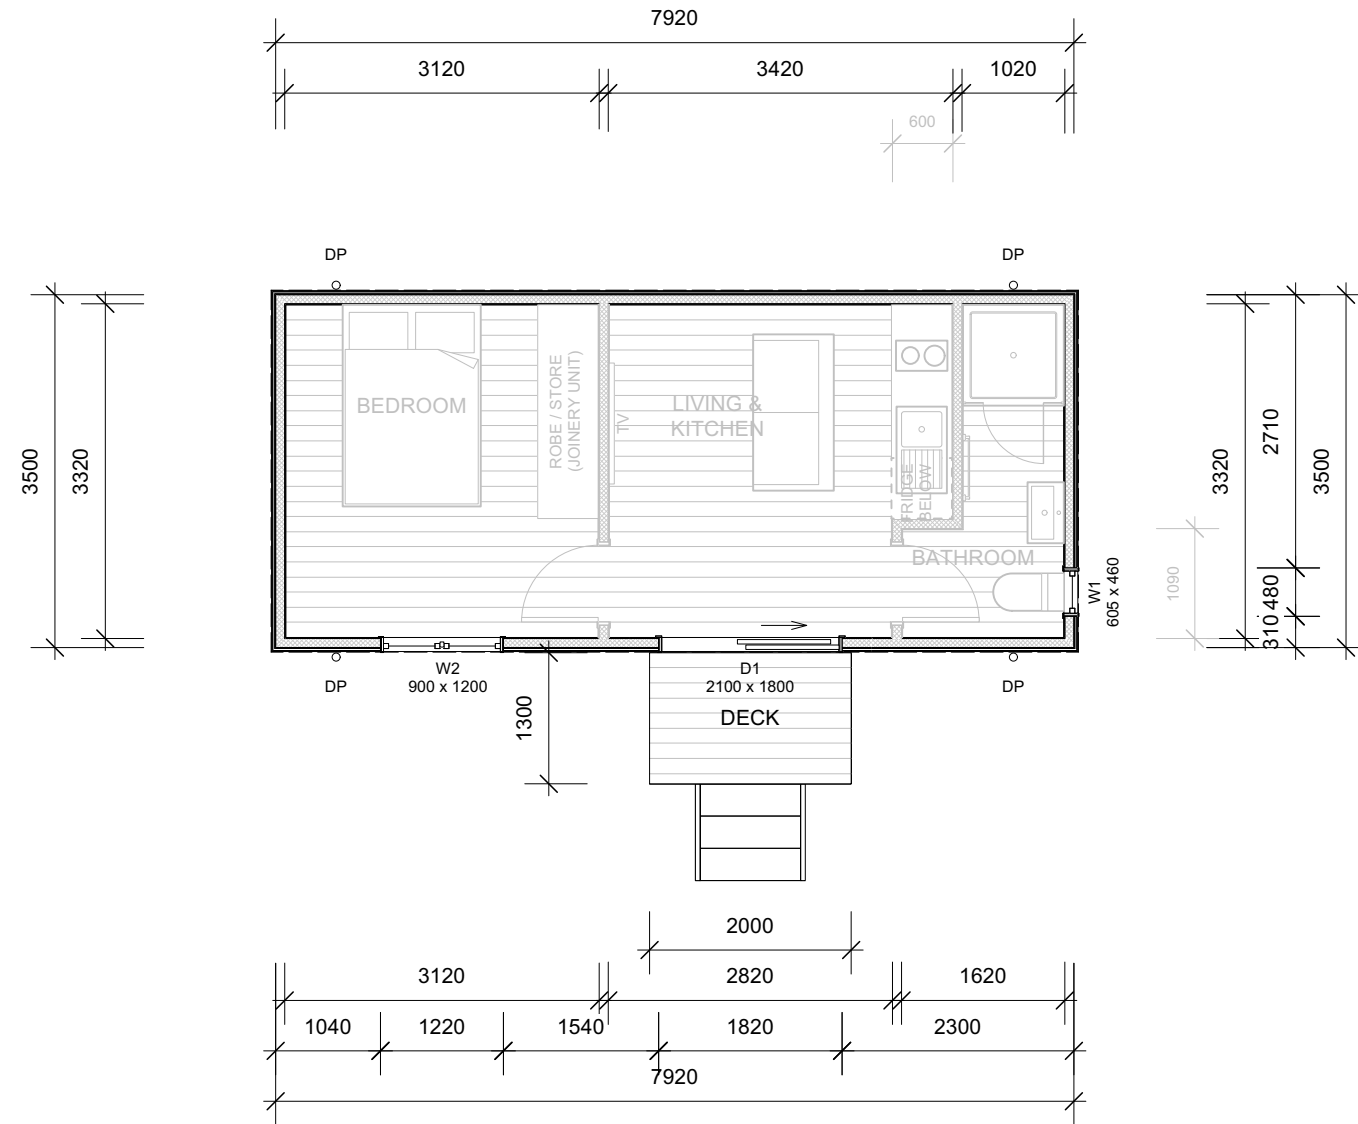 7920
3120 3420 1020
600
DP DP
BEDROOM
ROBE / STORE
(JOINERY UNIT)
TV
LIVING &
KITCHEN
FRIDGE
BELOW
BATHROOM
3500 3320
3320 2710 3500
1090
480
310
W1
605 x 460
DP
W2
900 x 1200
D1
2100 x 1800
DP
DECK
1300
2000
3120 2820 1620
1040 1220 1540 1820 2300
7920